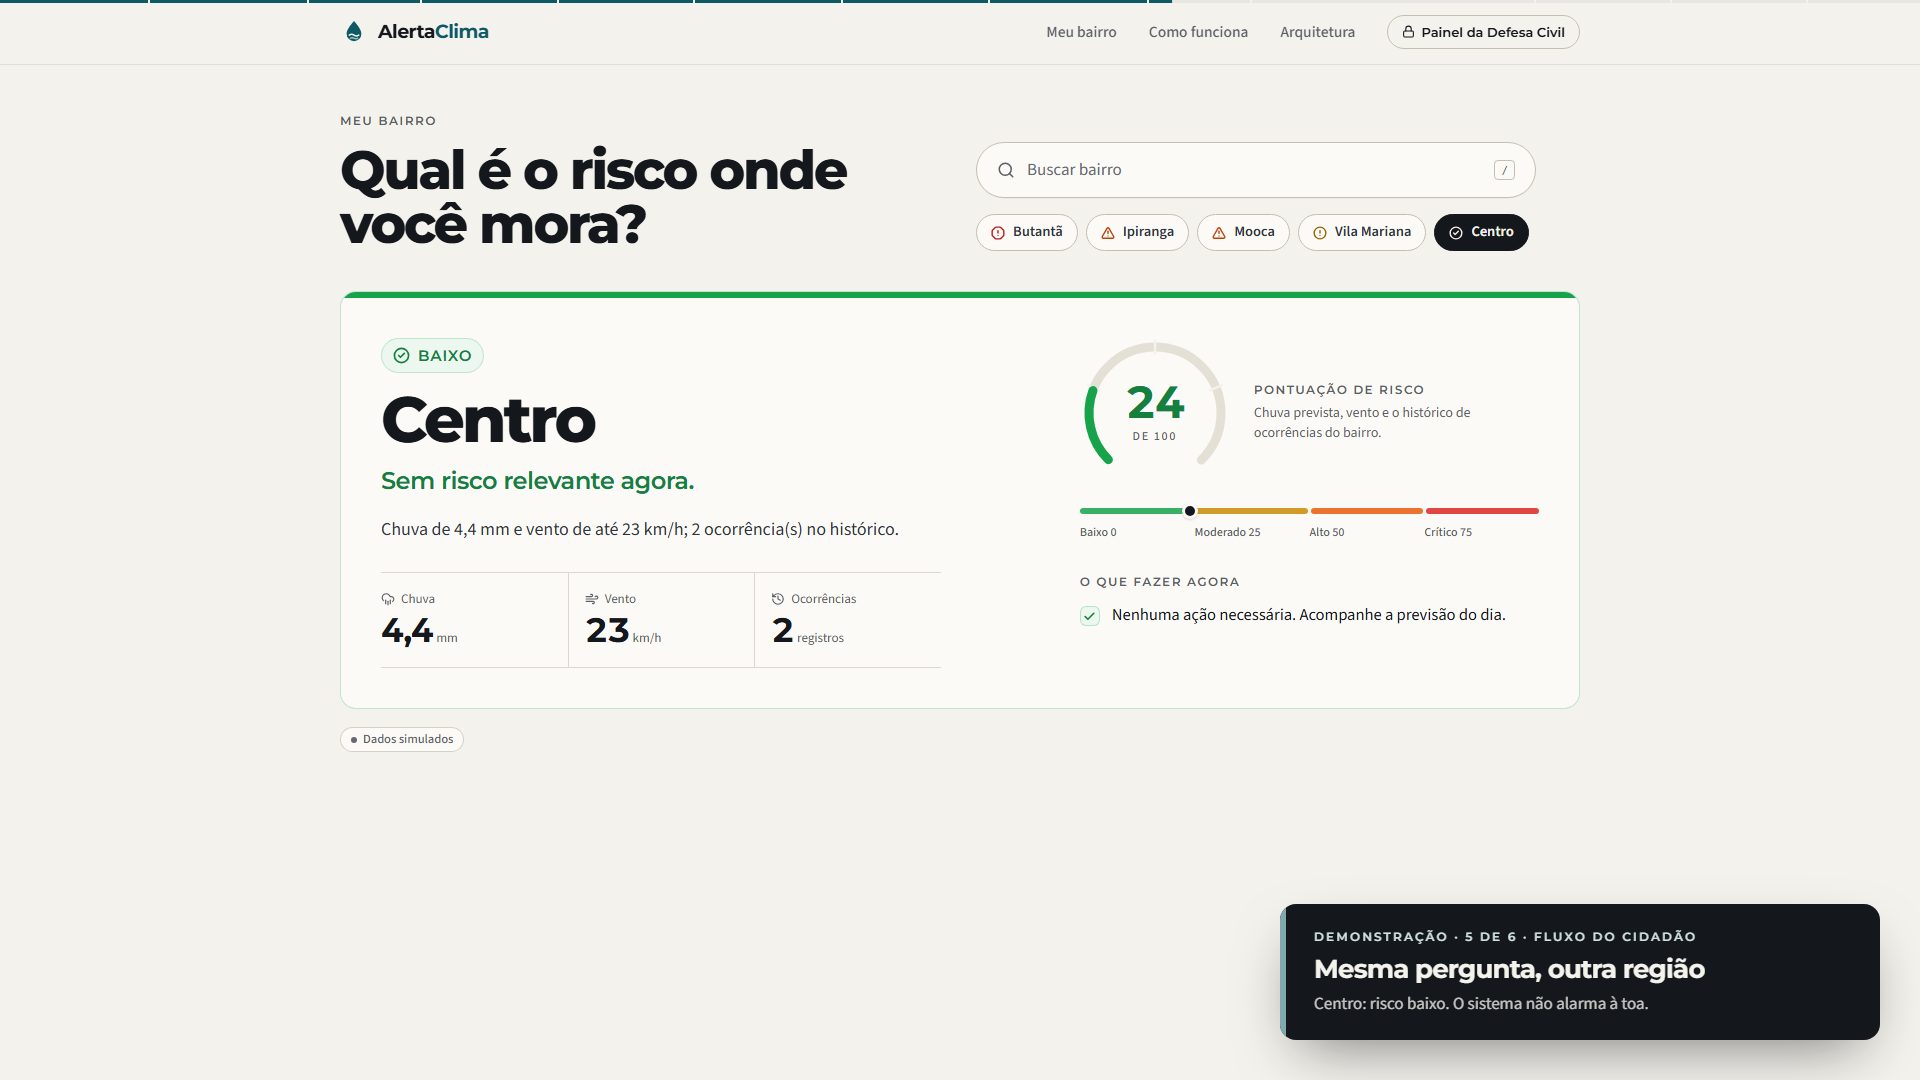 AlertaClima
Meu bairro
Como funciona
Arquitetura
Painel da Defesa Civil
MEU BAIRRO
Qual é o risco onde
você mora?
Buscar bairro
/
Butantã
Ipiranga
Mooca
Vila Mariana
Centro
BAIXO
Centro
Sem risco relevante agora.
Chuva de 4,4 mm e vento de até 23 km/h; 2 ocorrência(s) no histórico.
Chuva
4,4 mm
Vento
23 km/h
Ocorrências
2 registros
24
DE 100
PONTUAÇÃO DE RISCO
Chuva prevista, vento e o histórico de
ocorrências do bairro.
Baixo 0
Moderado 25
Alto 50
Crítico 75
O QUE FAZER AGORA
Nenhuma ação necessária. Acompanhe a previsão do dia.
Dados simulados
DEMONSTRAÇÃO · 5 DE 6 · FLUXO DO CIDADÃO
Mesma pergunta, outra região
Centro: risco baixo. O sistema não alarma à toa.